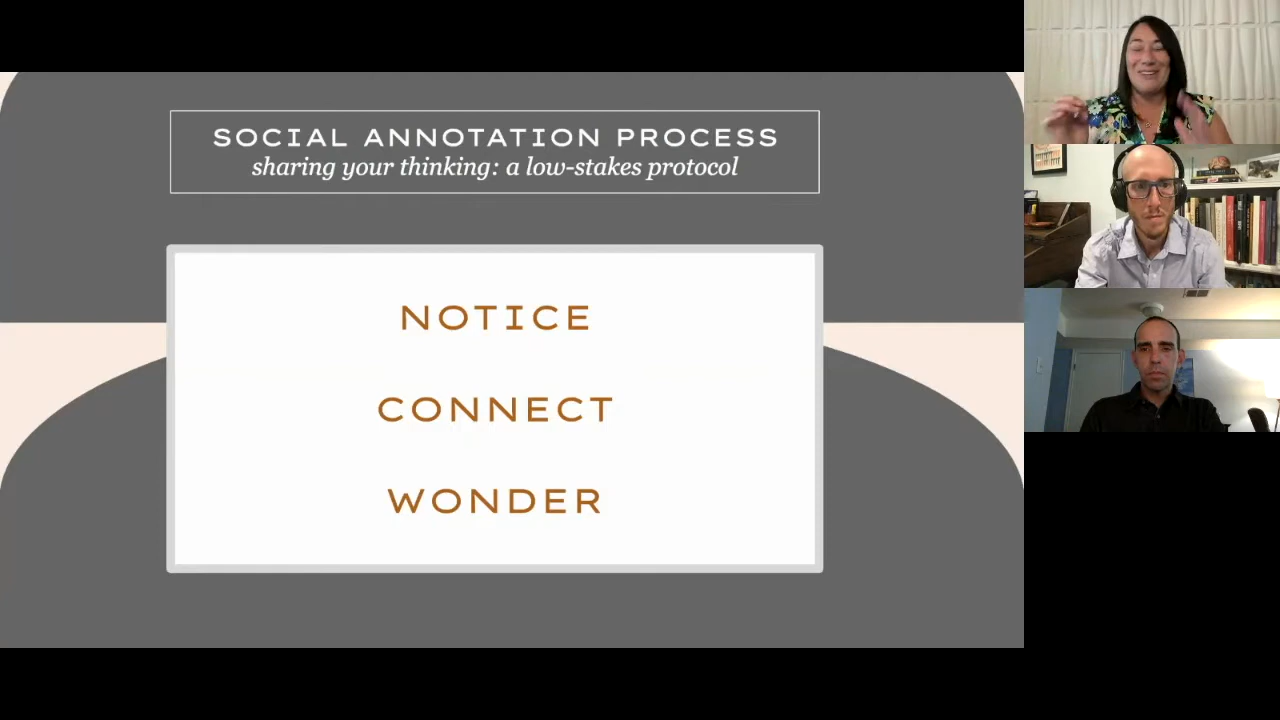 SOCIAL ANNOTATION PROCESS
sharing your thinking: a low-stakes protocol
NOTICE
CONNECT
WONDER